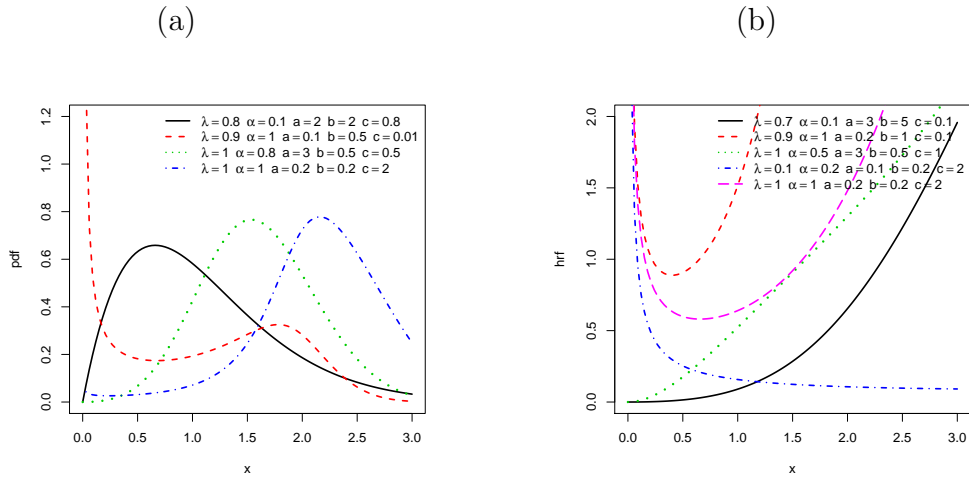 (a)
λ=0.8 α=0.1 a=2 b=2 c=0.8
λ=0.9 α=1 a=0.1 b=0.5 c=0.01
λ=1 α=0.8 a=3 b=0.5 c=0.5
λ=1 α=1 a=0.2 b=0.2 c=2
pdf
1.2
1.0
0.8
0.6
0.4
0.2
0.0
0.0 0.5 1.0 1.5 2.0 2.5 3.0
x
(b)
λ=0.7 α=0.1 a=3 b=5 c=0.1
λ=0.9 α=1 a=0.2 b=1 c=0.1
λ=1 α=0.5 a=3 b=0.5 c=1
λ=0.1 α=0.2 a=0.1 b=0.2 c=2
λ=1 α=1 a=0.2 b=0.2 c=2
hrf
2.0
1.5
1.0
0.5
0.0
0.0 0.5 1.0 1.5 2.0 2.5 3.0
x